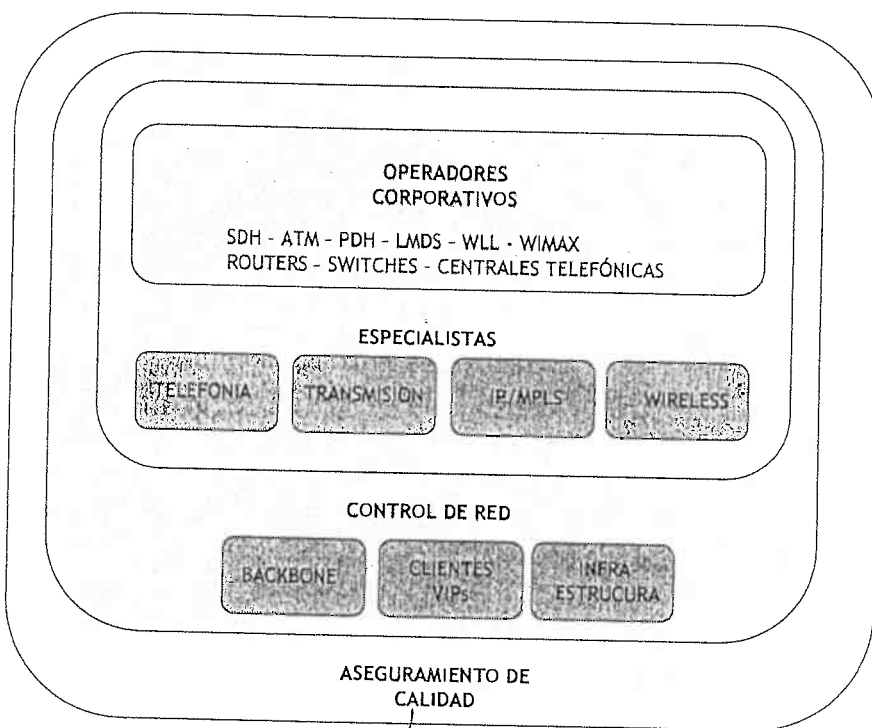 OPERADORES
CORPORATIVOS
SDH - ATM - PDH - LMDS - WLL - WIMAX
ROUTERS - SWITCHES - CENTRALES TELEFÓNICAS
ESPECIALISTAS
TELEFONIA TRANSMISION IP/MPLS WIRELESS
CONTROL DE RED
BACKBONE CLIENTES VIPs INFRA ESTRUCURA
ASEGURAMIENTO DE
CALIDAD